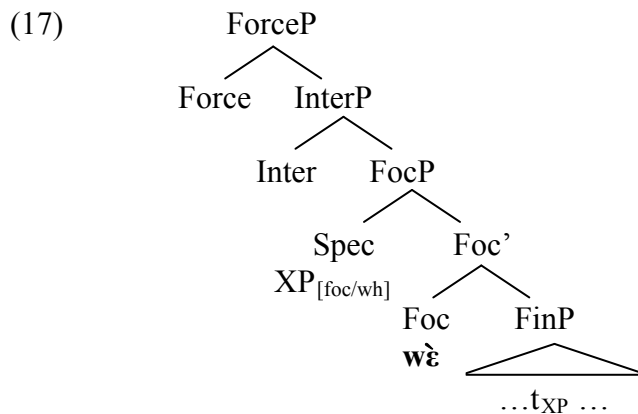 (17) ForceP
Force InterP
Inter FocP
Spec Foc’
XP[foc/wh]
Foc FinP
wɛ̀
…tXP …